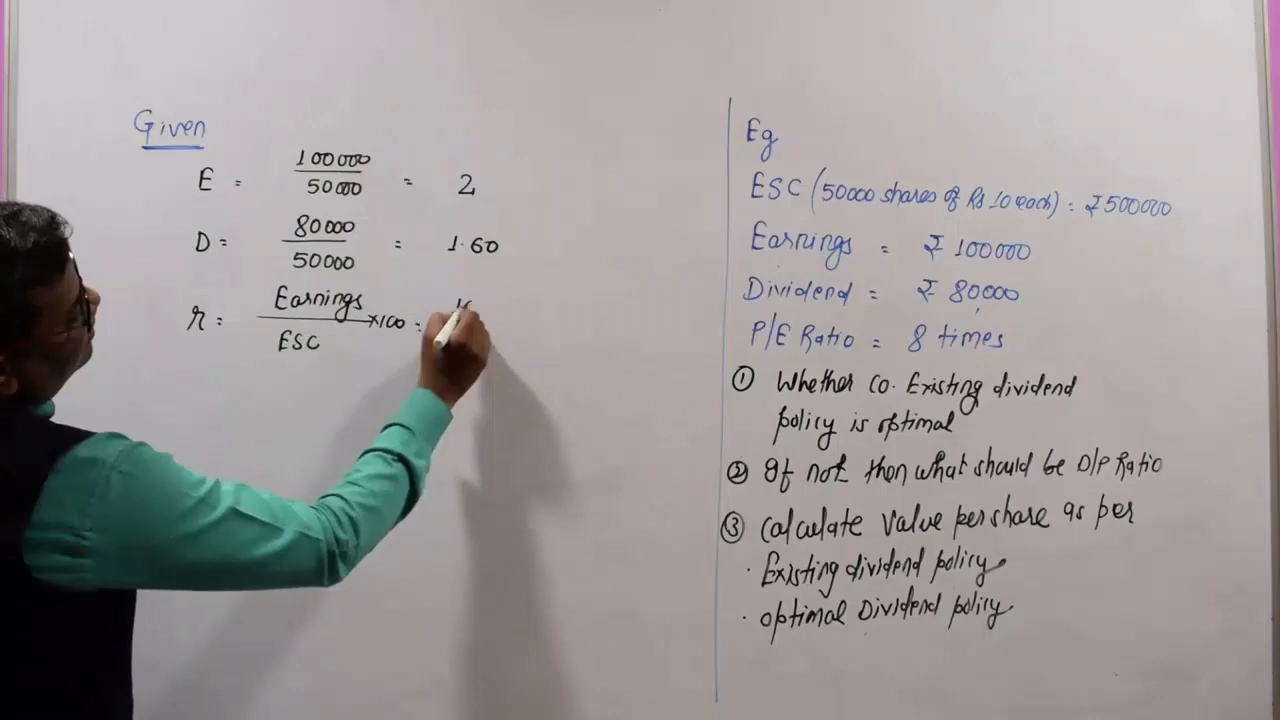 Given
E = 100000 / 50000 = 2
D = 80000 / 50000 = 1.60
r = Earnings / ESC ×100 =
Eg
ESC (50000 shares of Rs 10 each) = ₹500000
Earnings = ₹ 100000
Dividend = ₹ 80000
P/E Ratio = 8 times
① Whether Co. Existing dividend
policy is optimal
② If not then what should be D/P Ratio
③ Calculate Value per share as per
· Existing dividend policy
· optimal Dividend policy